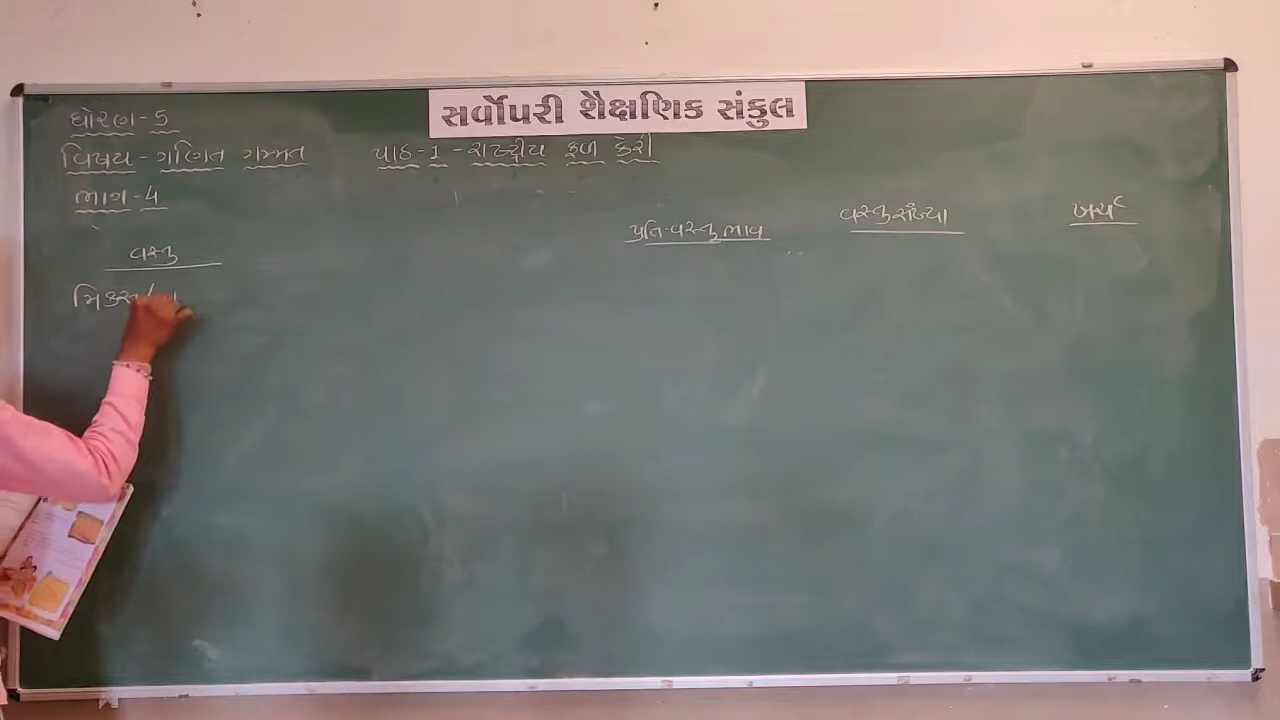 સર્વોપરી શૈક્ષણિક સંકુલ
ધોરણ - 5
વિષય - ગણિત ગમ્મત પાઠ - 1 - રાષ્ટ્રીય ફળ કેરી
ભાગ - 4
વસ્તુ પ્રતિ-વસ્તુ ભાવ વસ્તુ સંખ્યા ખર્ચ